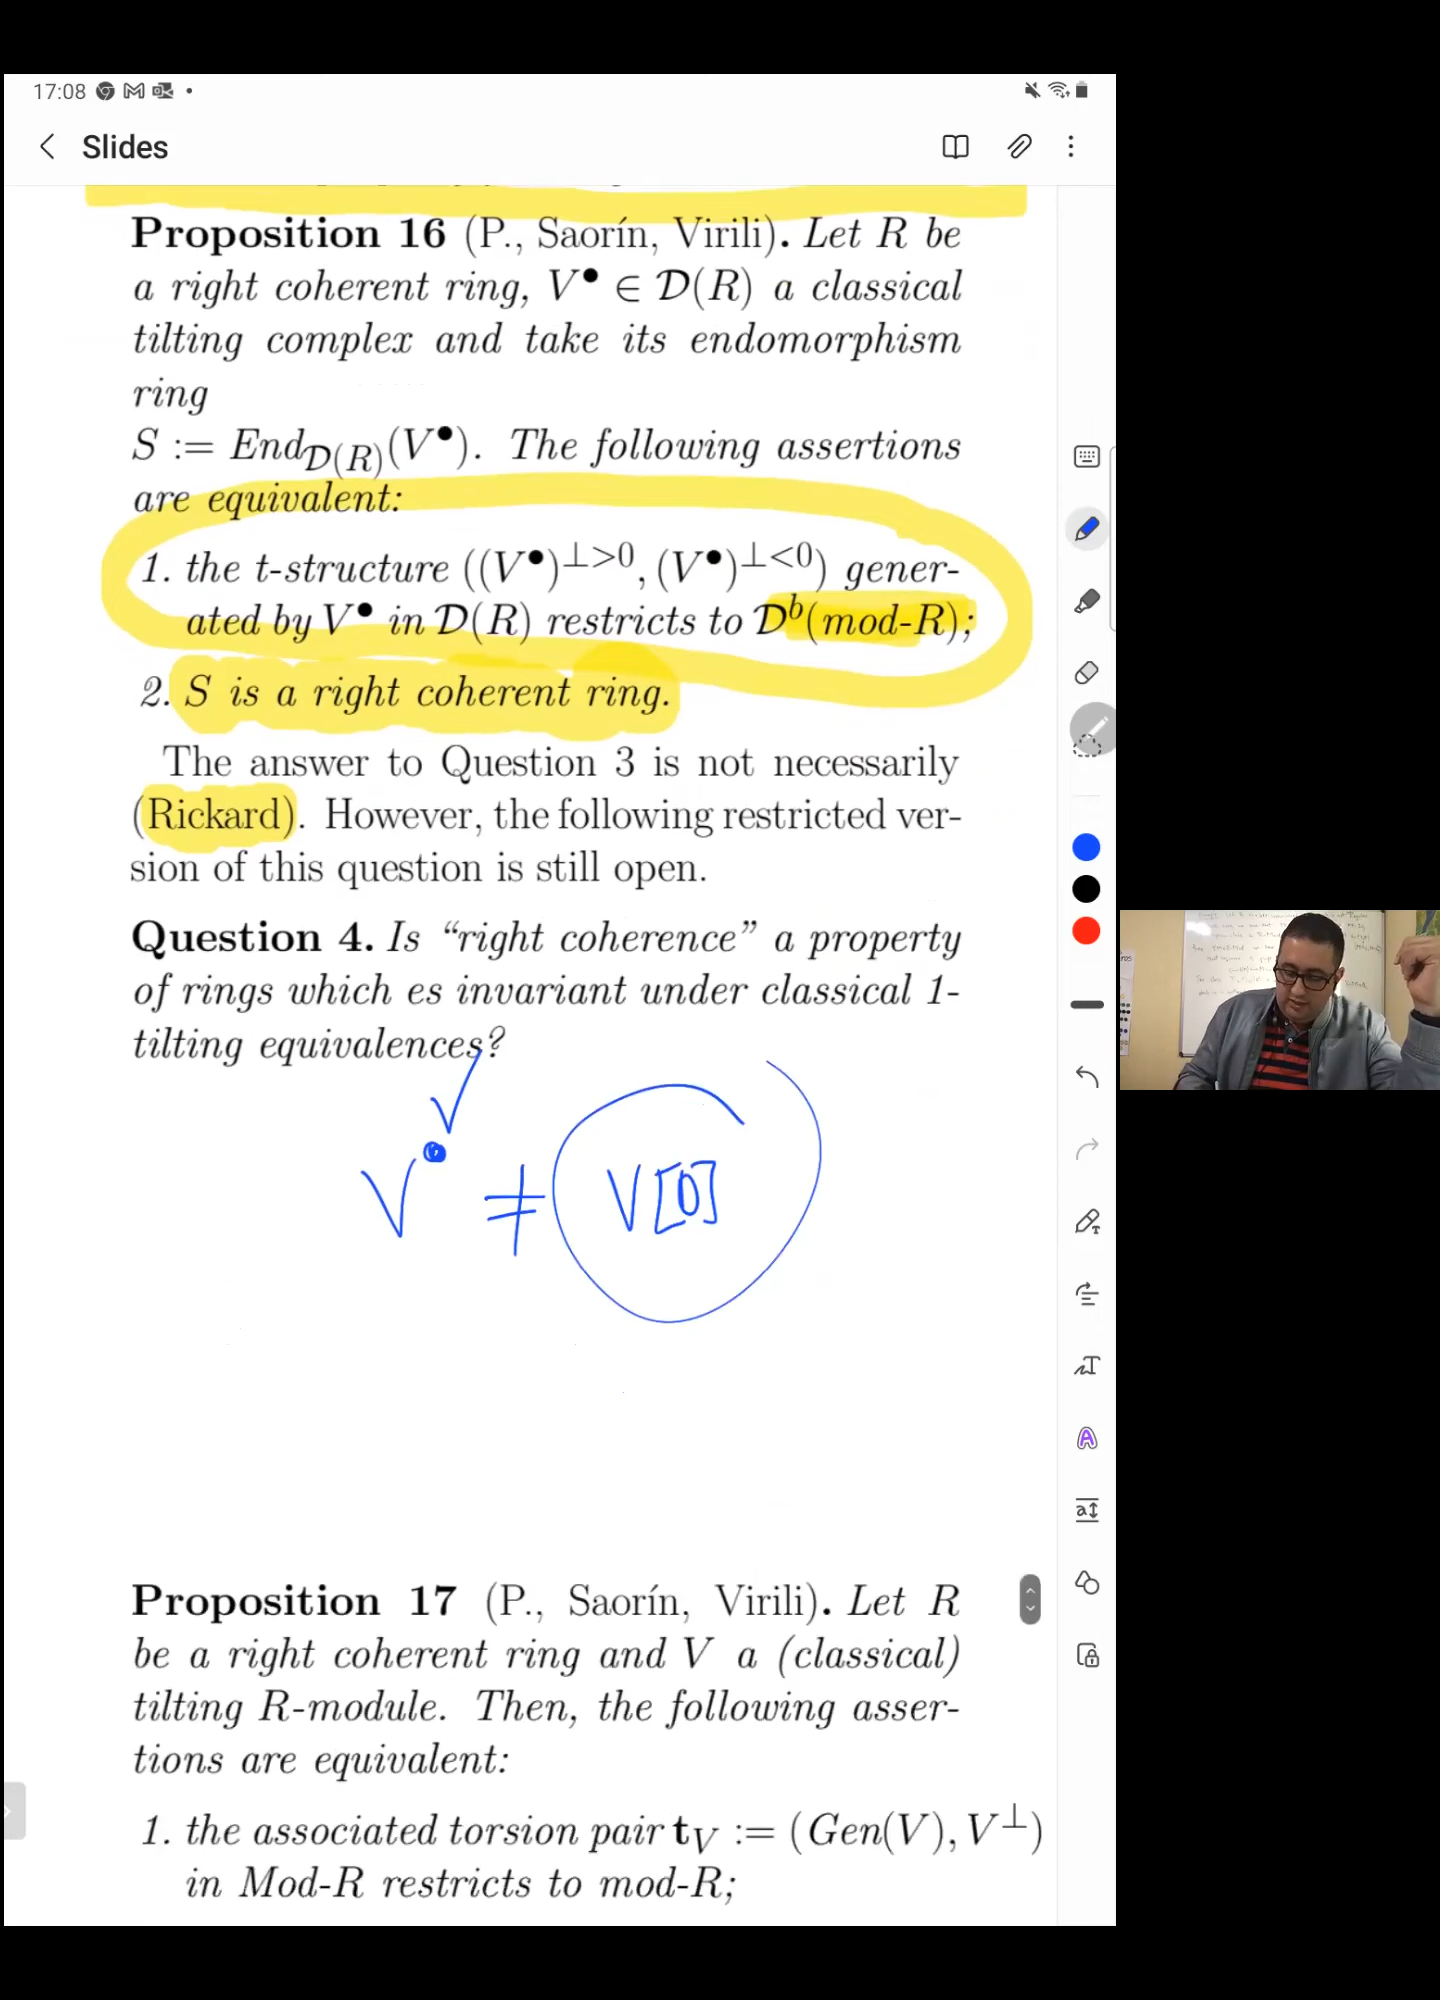 17:08
Slides
Proposition 16 (P., Saorín, Virili). Let R be
a right coherent ring, V• ∈ D(R) a classical
tilting complex and take its endomorphism
ring
S := End_{D(R)}(V•). The following assertions
are equivalent:
1. the t-structure ((V•)^{⊥>0}, (V•)^{⊥<0}) gener-
ated by V• in D(R) restricts to D^b(mod-R);
2. S is a right coherent ring.
The answer to Question 3 is not necessarily
(Rickard). However, the following restricted ver-
sion of this question is still open.
Question 4. Is “right coherence” a property
of rings which es invariant under classical 1-
tilting equivalences?
V• ≠ V[0]
Proposition 17 (P., Saorín, Virili). Let R
be a right coherent ring and V a (classical)
tilting R-module. Then, the following asser-
tions are equivalent:
1. the associated torsion pair t_V := (Gen(V), V^⊥)
in Mod-R restricts to mod-R;